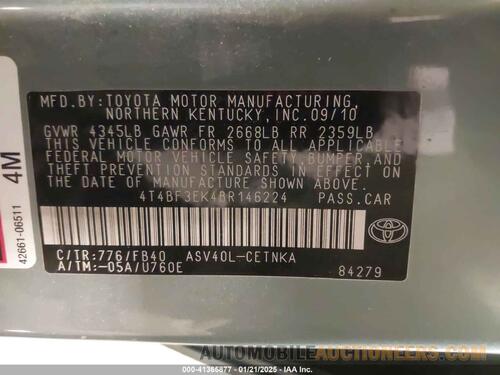 MFD.BY:TOYOTA MOTOR MANUFACTURING,
NORTHERN KENTUCKY,INC.09/10
GVWR 4345LB GAWR FR 2668LB RR 2359LB
THIS VEHICLE CONFORMS TO ALL APPLICABLE
FEDERAL MOTOR VEHICLE SAFETY,BUMPER,AND
THEFT PREVENTION STANDARDS IN EFFECT ON
THE DATE OF MANUFACTURE SHOWN ABOVE.
4T4BF3EK4BR146224 PASS.CAR
C/TR:776/FB40 ASV40L-CETNKA
A/TM:-05A/U760E
84279
TOYOTA
4M
42661-06511
AutoAuctions.com
000-41365877 - 01/21/2025 - IAA Inc.